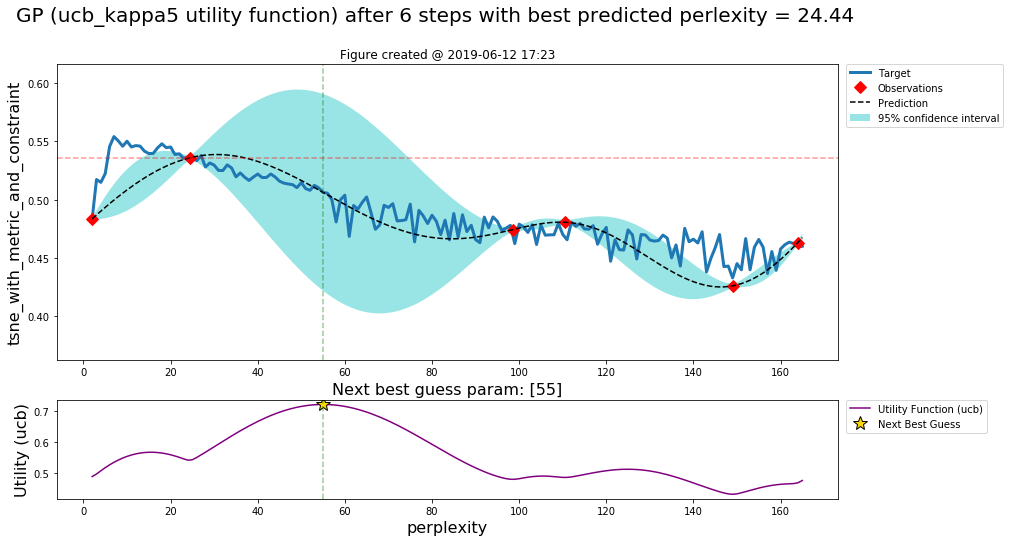 GP (ucb_kappa5 utility function) after 6 steps with best predicted perlexity = 24.44
Figure created @ 2019-06-12 17:23
tsne_with_metric_and_constraint
0.60
0.55
0.50
0.45
0.40
0 20 40 60 80 100 120 140 160
Target
Observations
Prediction
95% confidence interval
Next best guess param: [55]
Utility (ucb)
0.7
0.6
0.5
0 20 40 60 80 100 120 140 160
perplexity
Utility Function (ucb)
Next Best Guess